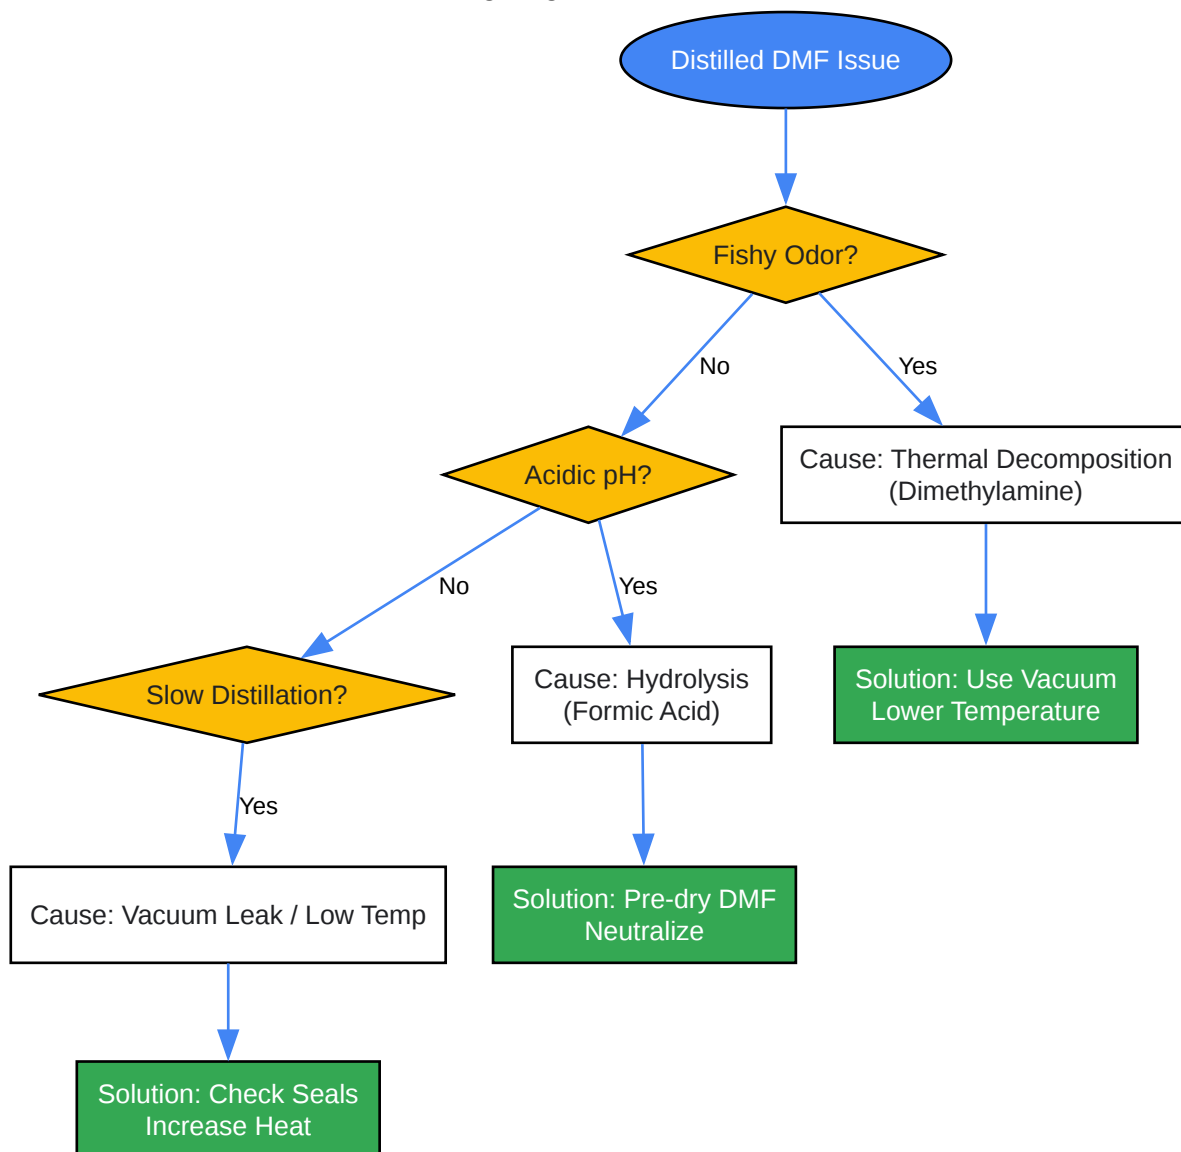 Distilled DMF Issue
Fishy Odor?
No
Yes
Acidic pH?
Cause: Thermal Decomposition
(Dimethylamine)
No
Yes
Slow Distillation?
Cause: Hydrolysis
(Formic Acid)
Solution: Use Vacuum
Lower Temperature
Yes
Cause: Vacuum Leak / Low Temp
Solution: Pre-dry DMF
Neutralize
Solution: Check Seals
Increase Heat